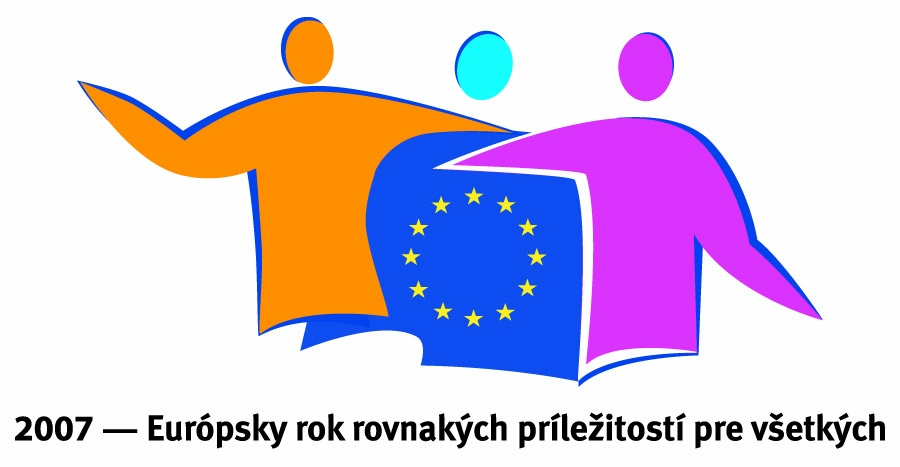 2007 — Európsky rok rovnakých príležitostí pre všetkých